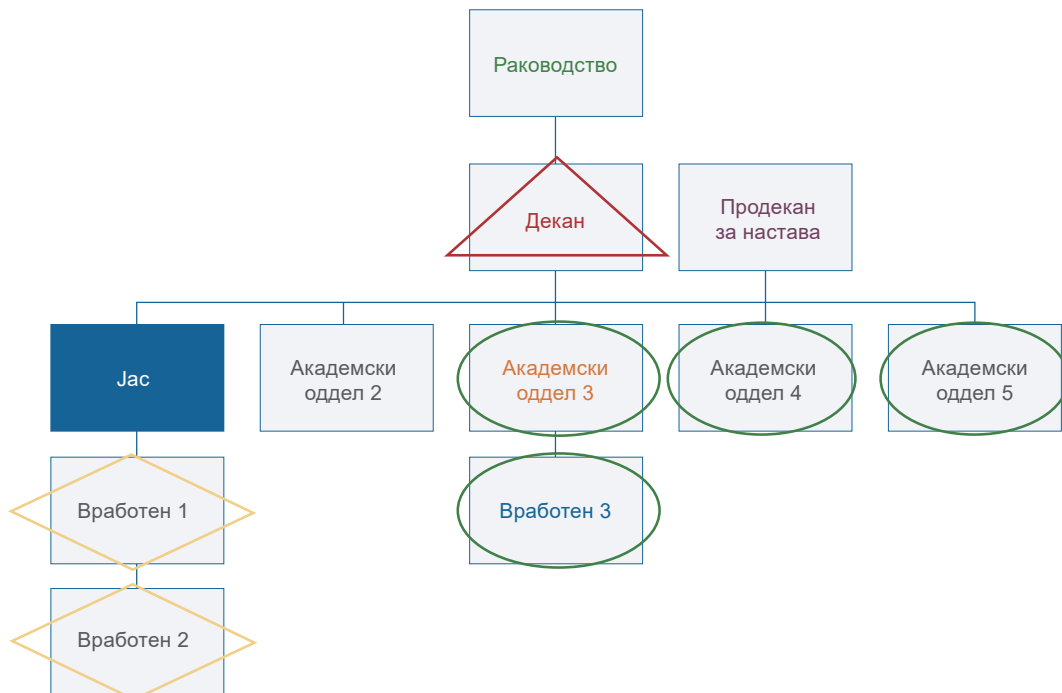 Раководство
Декан
Продекан
за настава
Јас
Академски
оддел 2
Академски
оддел 3
Академски
оддел 4
Академски
оддел 5
Вработен 1
Вработен 3
Вработен 2